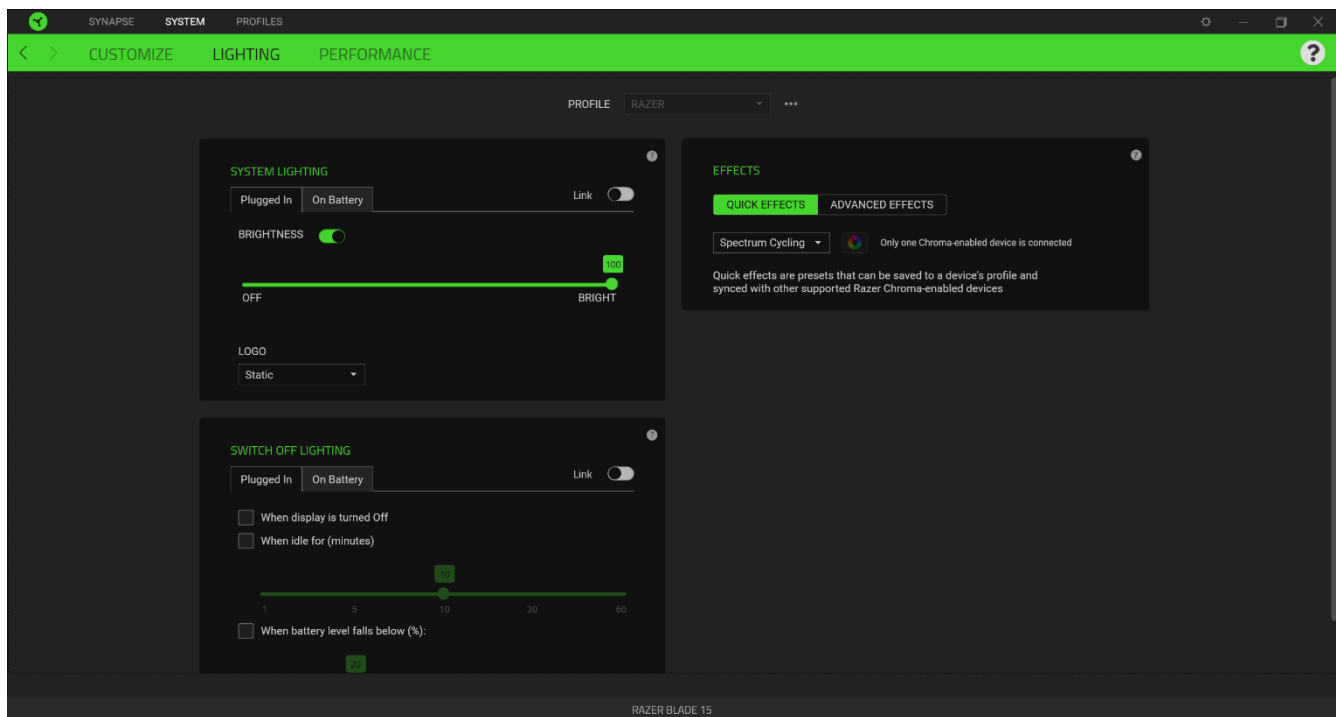 SYNAPSE SYSTEM PROFILES
CUSTOMIZE LIGHTING PERFORMANCE ?
PROFILE RAZER
SYSTEM LIGHTING
Plugged In On Battery Link
BRIGHTNESS
100
OFF BRIGHT
LOGO
Static
EFFECTS
QUICK EFFECTS ADVANCED EFFECTS
Spectrum Cycling Only one Chroma-enabled device is connected
Quick effects are presets that can be saved to a device's profile and
synced with other supported Razer Chroma-enabled devices
SWITCH OFF LIGHTING
Plugged In On Battery Link
When display is turned Off
When idle for (minutes)
10
1 5 10 30 60
When battery level falls below (%):
20
RAZER BLADE 15